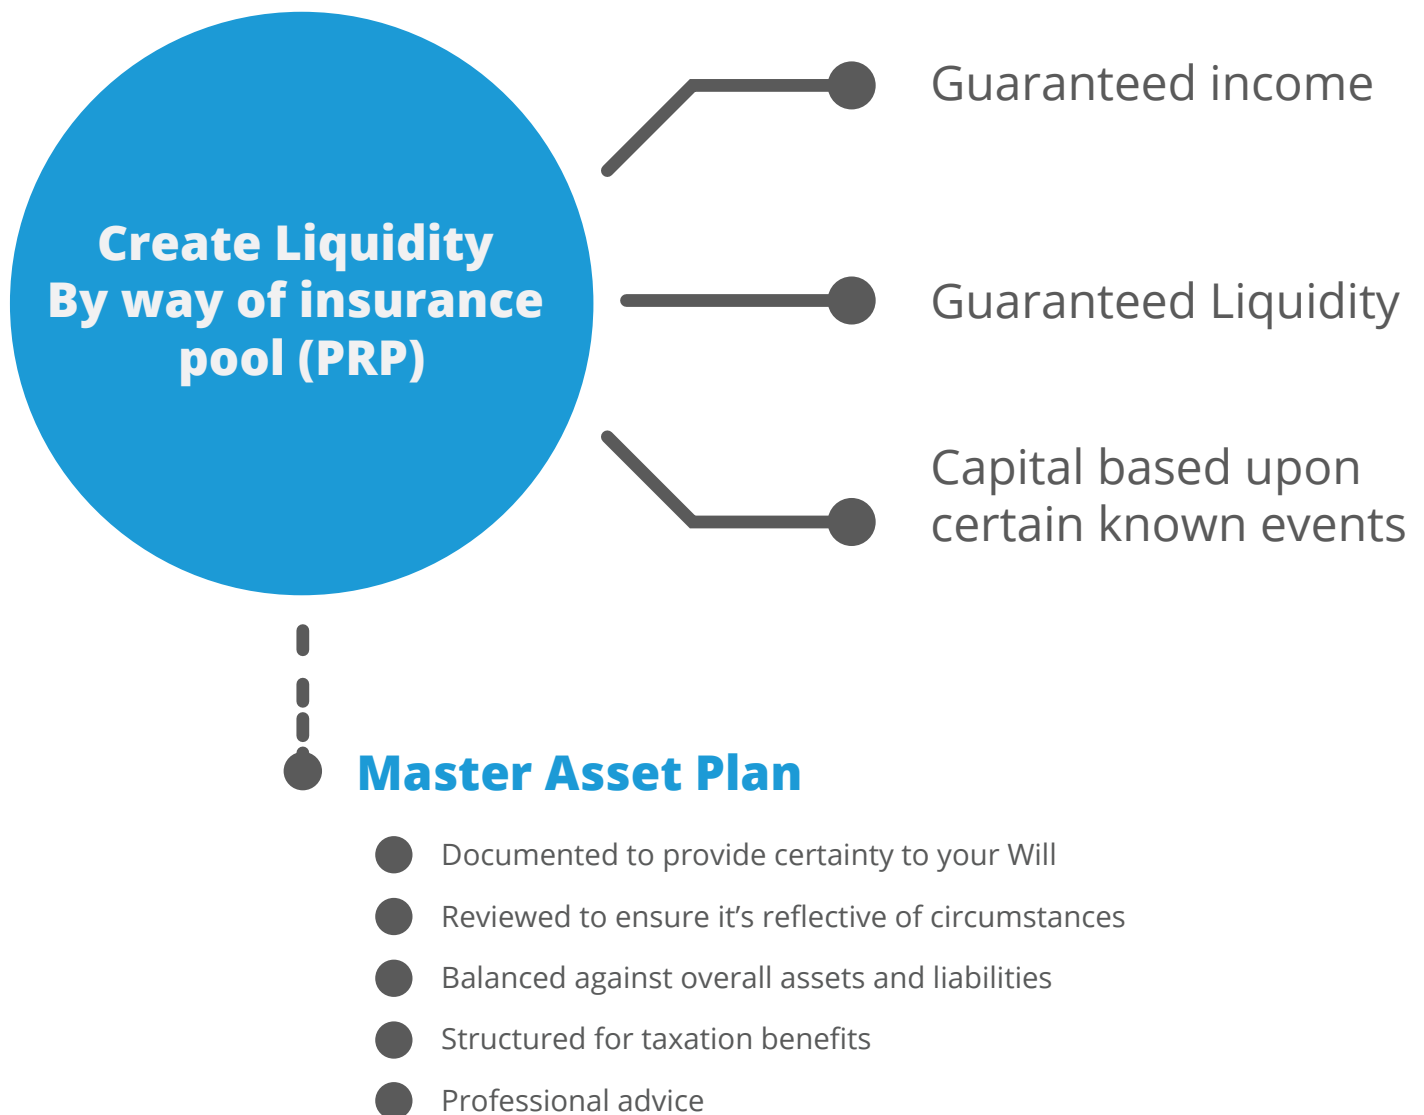 Create Liquidity
By way of insurance
pool (PRP)
Guaranteed income
Guaranteed Liquidity
Capital based upon
certain known events
Master Asset Plan
Documented to provide certainty to your Will
Reviewed to ensure it’s reflective of circumstances
Balanced against overall assets and liabilities
Structured for taxation benefits
Professional advice